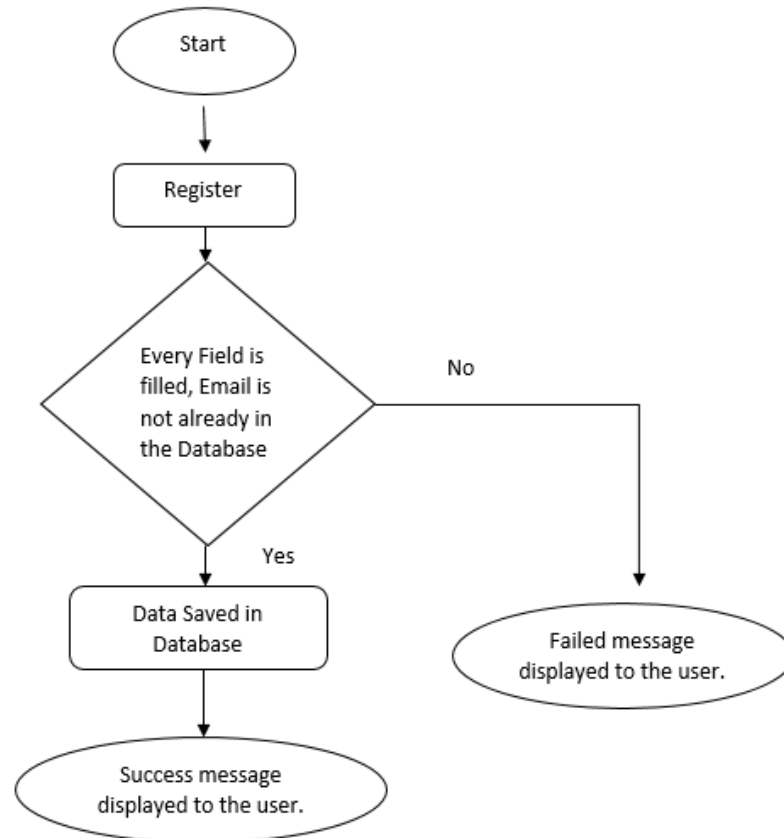 Start
Register
Every Field is
filled, Email is
not already in
the Database
No
Yes
Data Saved in
Database
Failed message
displayed to the user.
Success message
displayed to the user.